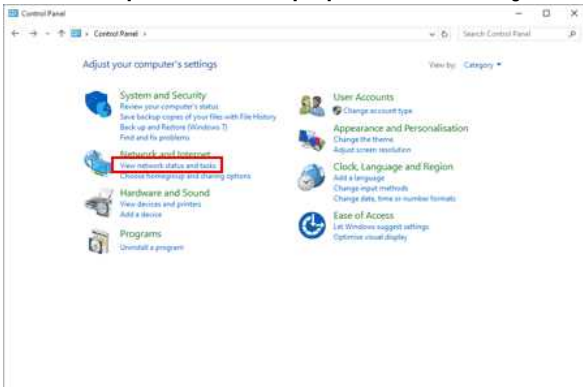 Control Panel
Control Panel
Search Control Panel
Adjust your computer's settings
View by: Category
System and Security
Review your computer's status
Save backup copies of your files with File History
Back up and Restore (Windows 7)
Find and fix problems
Network and Internet
View network status and tasks
Choose homegroup and sharing options
Hardware and Sound
View devices and printers
Add a device
Programs
Uninstall a program
User Accounts
Change account type
Appearance and Personalisation
Change the theme
Adjust screen resolution
Clock, Language and Region
Add a language
Change input methods
Change date, time or number formats
Ease of Access
Let Windows suggest settings
Optimise visual display